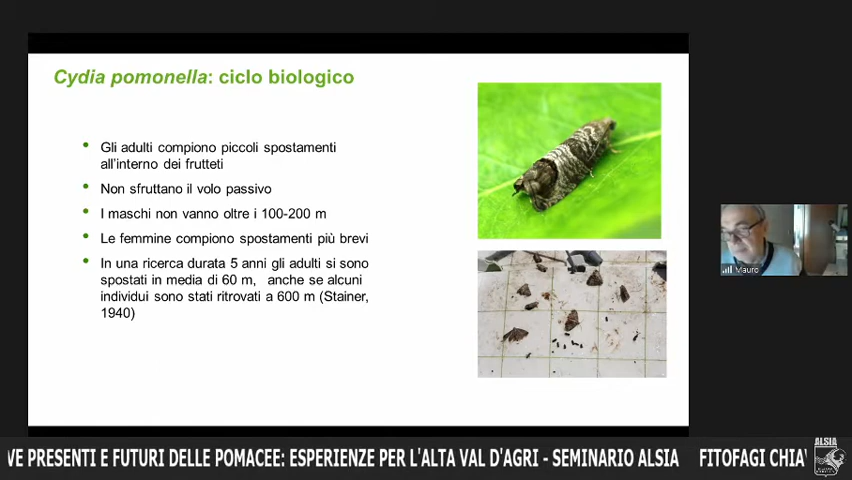 Cydia pomonella: ciclo biologico
Gli adulti compiono piccoli spostamenti
all'interno dei frutteti
Non sfruttano il volo passivo
I maschi non vanno oltre i 100-200 m
Le femmine compiono spostamenti più brevi
In una ricerca durata 5 anni gli adulti si sono
spostati in media di 60 m, anche se alcuni
individui sono stati ritrovati a 600 m (Stainer,
1940)
Mauro
VE PRESENTI E FUTURI DELLE POMACEE: ESPERIENZE PER L'ALTA VAL D'AGRI - SEMINARIO ALSIA FITOFAGI CHIAV
ALSIA